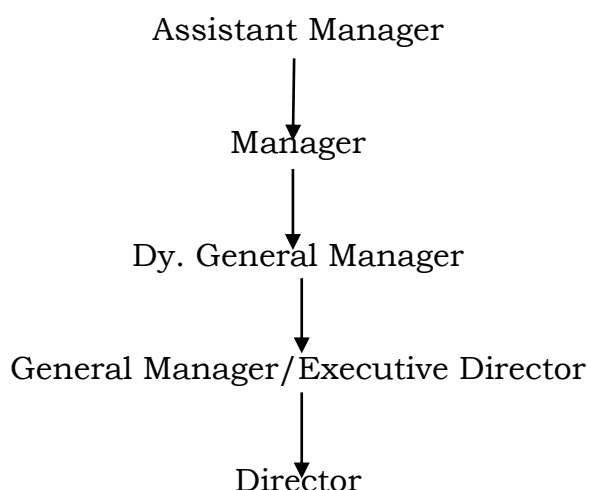 Assistant Manager
Manager
Dy. General Manager
General Manager/Executive Director
Director